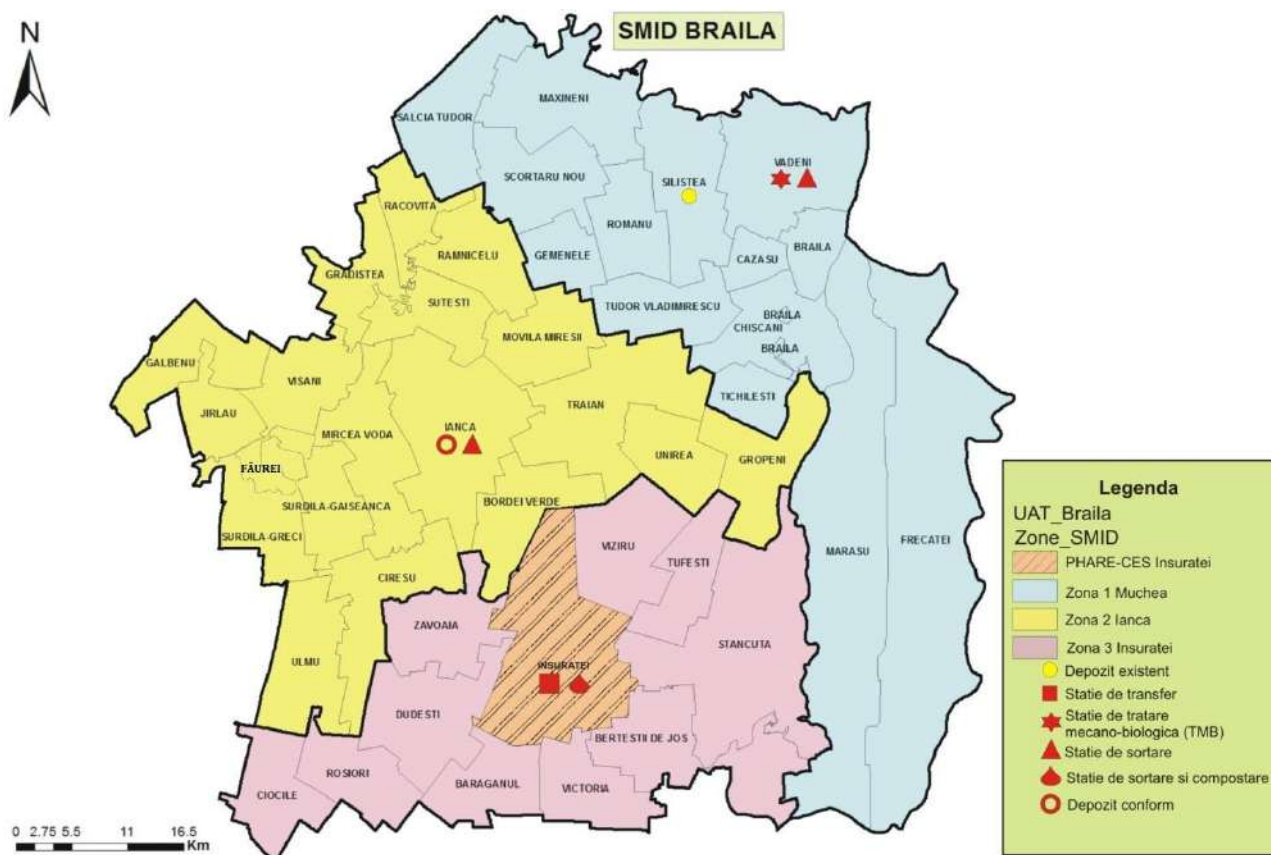 N
SMID BRAILA
MAXINENI
SALCIA TUDOR
VADENI
SCORTARU NOU
SILISTEA
RACOVITA
ROMANU
BRAILA
RAMNICELU
GEMENELE
CAZASU
GRADISTEA
SUTESTI
TUDOR VLADIMIRESCU
BRAILA
CHISCANI
MOVILA MIRESII
BRAILA
GALBENU
VISANI
TICHILESTI
JIRLAU
TRAIAN
IANCA
MIRCEA VODA
UNIREA
GROPENI
FĂUREI
BORDEI VERDE
SURDILA-GAISEANCA
SURDILA-GRECI
VIZIRU
TUFESTI
MARASU
FRECATEI
CIRESU
ZAVOAIA
STANCUTA
ULMU
INSURATEI
DUDESTI
BERTESTII DE JOS
ROSIORI
BARAGANUL
VICTORIA
CIOCILE
Legenda
UAT_Braila
Zone_SMID
PHARE-CES Insuratei
Zona 1 Muchea
Zona 2 Ianca
Zona 3 Insuratei
Depozit existent
Statie de transfer
Statie de tratare
mecano-biologica (TMB)
Statie de sortare
Statie de sortare si compostare
Depozit conform
0 2.75 5.5 11 16.5
Km